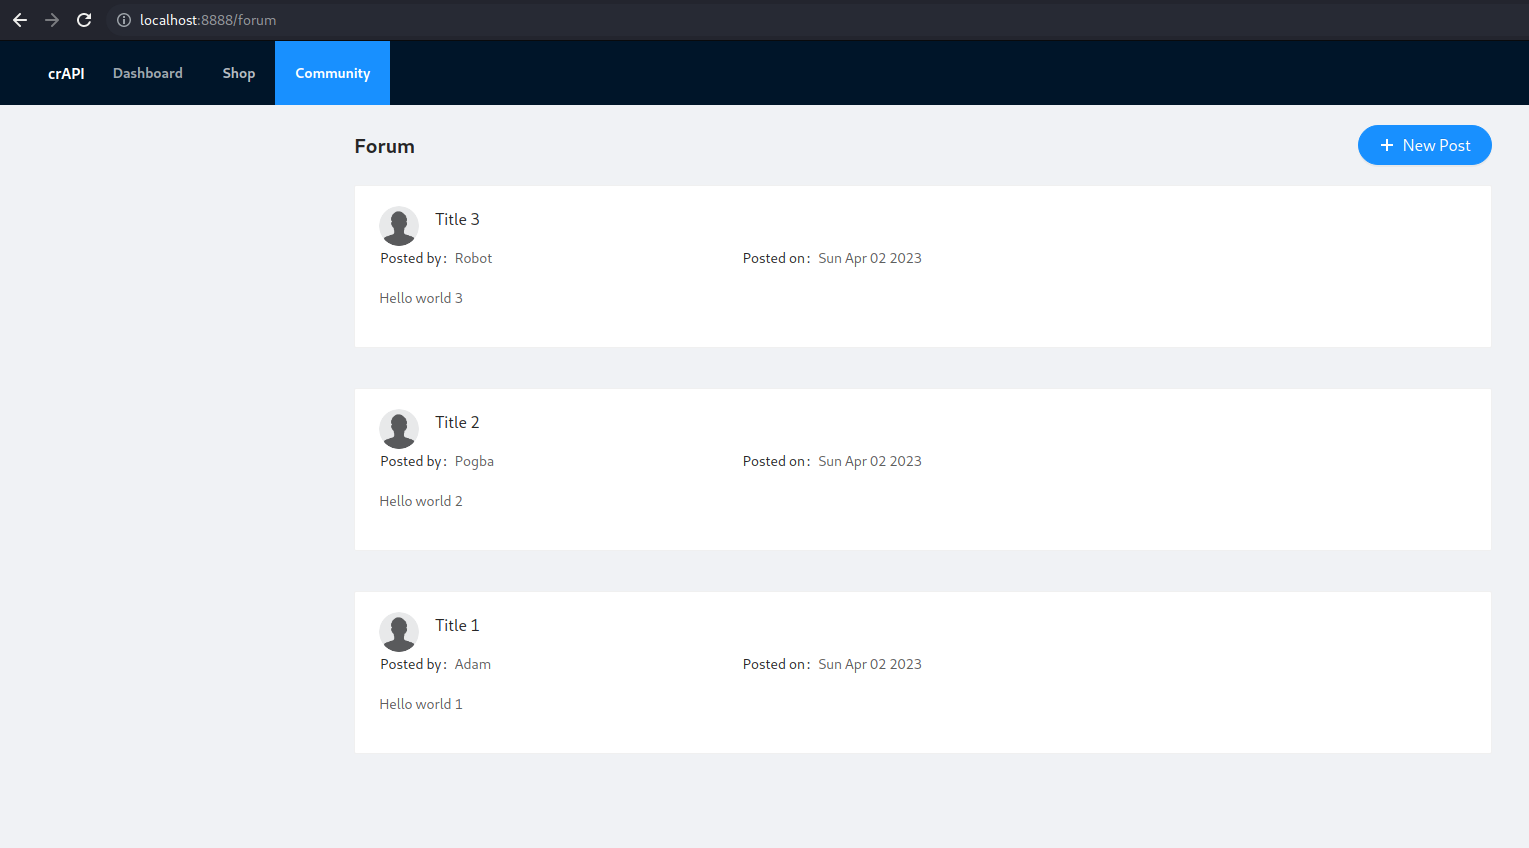 localhost:8888/forum
crAPI Dashboard Shop Community
Forum
+ New Post
Title 3
Posted by: Robot Posted on: Sun Apr 02 2023
Hello world 3
Title 2
Posted by: Pogba Posted on: Sun Apr 02 2023
Hello world 2
Title 1
Posted by: Adam Posted on: Sun Apr 02 2023
Hello world 1